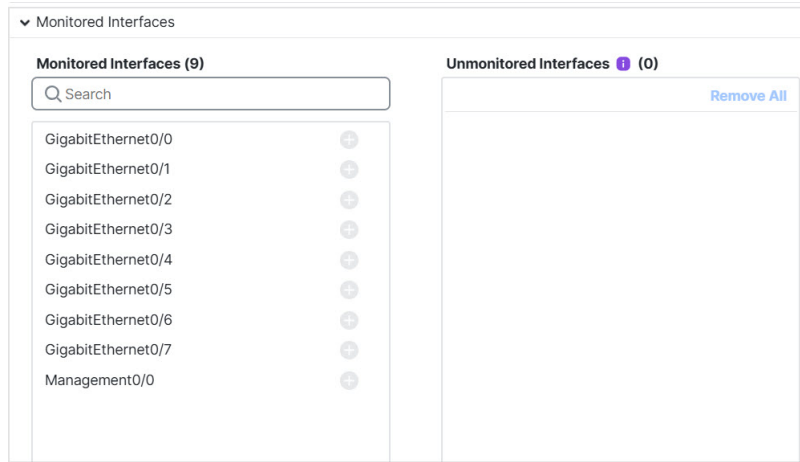 Monitored Interfaces
Monitored Interfaces (9)
Unmonitored Interfaces i (0)
Search
Remove All
GigabitEthernet0/0
GigabitEthernet0/1
GigabitEthernet0/2
GigabitEthernet0/3
GigabitEthernet0/4
GigabitEthernet0/5
GigabitEthernet0/6
GigabitEthernet0/7
Management0/0